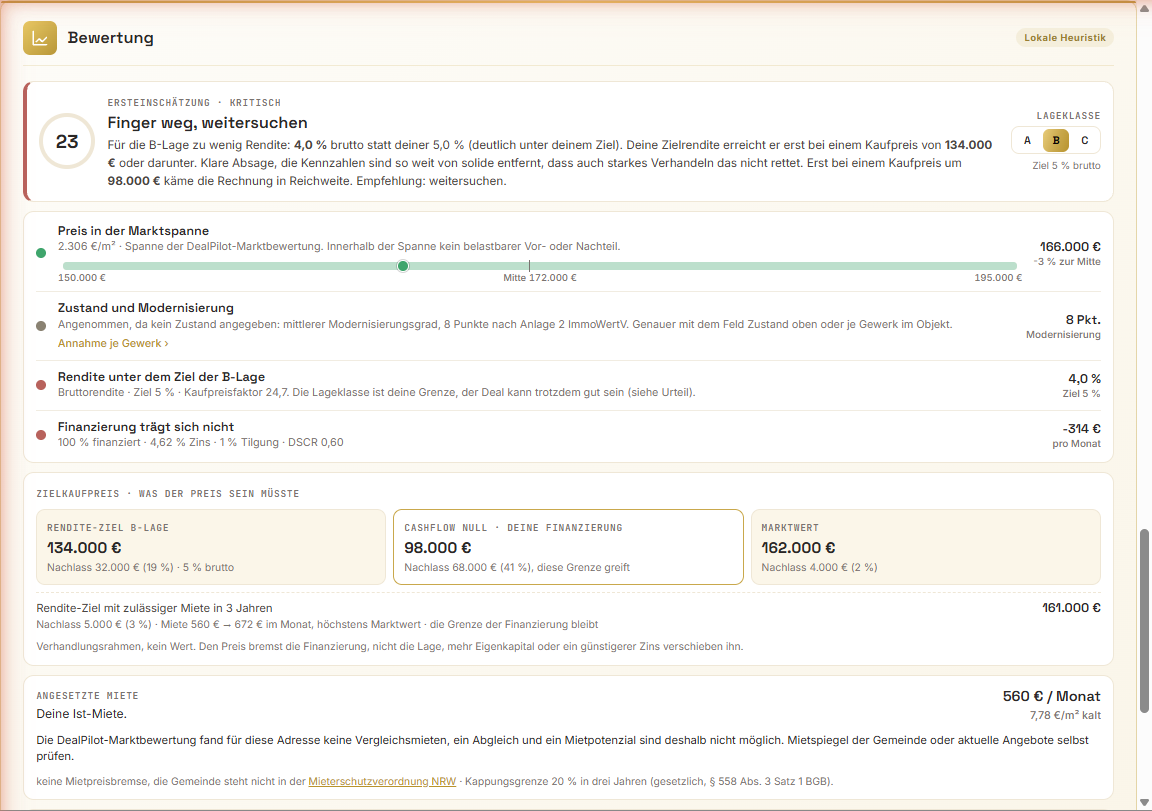 Bewertung
Lokale Heuristik
ERSTEINSCHÄTZUNG · KRITISCH
23
Finger weg, weitersuchen
Für die B-Lage zu wenig Rendite: 4,0 % brutto statt deiner 5,0 % (deutlich unter deinem Ziel). Deine Zielrendite erreicht er erst bei einem Kaufpreis von 134.000
€ oder darunter. Klare Absage, die Kennzahlen sind so weit von solide entfernt, dass auch starkes Verhandeln das nicht rettet. Erst bei einem Kaufpreis um
98.000 € käme die Rechnung in Reichweite. Empfehlung: weitersuchen.
LAGEKLASSE
A B C
Ziel 5 % brutto
Preis in der Marktspanne
2.306 €/m² · Spanne der DealPilot-Marktbewertung. Innerhalb der Spanne kein belastbarer Vor- oder Nachteil.
166.000 €
-3 % zur Mitte
150.000 € Mitte 172.000 € 195.000 €
Zustand und Modernisierung
Angenommen, da kein Zustand angegeben: mittlerer Modernisierungsgrad, 8 Punkte nach Anlage 2 ImmoWertV. Genauer mit dem Feld Zustand oben oder je Gewerk im Objekt.
Annahme je Gewerk ›
8 Pkt.
Modernisierung
Rendite unter dem Ziel der B-Lage
Bruttorendite · Ziel 5 % · Kaufpreisfaktor 24,7. Die Lageklasse ist deine Grenze, der Deal kann trotzdem gut sein (siehe Urteil).
4,0 %
Ziel 5 %
Finanzierung trägt sich nicht
100 % finanziert · 4,62 % Zins · 1 % Tilgung · DSCR 0,60
-314 €
pro Monat
ZIELKAUFPREIS · WAS DER PREIS SEIN MÜSSTE
RENDITE-ZIEL B-LAGE
134.000 €
Nachlass 32.000 € (19 %) · 5 % brutto
CASHFLOW NULL · DEINE FINANZIERUNG
98.000 €
Nachlass 68.000 € (41 %), diese Grenze greift
MARKTWERT
162.000 €
Nachlass 4.000 € (2 %)
Rendite-Ziel mit zulässiger Miete in 3 Jahren
161.000 €
Nachlass 5.000 € (3 %) · Miete 560 € → 672 € im Monat, höchstens Marktwert · die Grenze der Finanzierung bleibt
Verhandlungsrahmen, kein Wert. Den Preis bremst die Finanzierung, nicht die Lage, mehr Eigenkapital oder ein günstigerer Zins verschieben ihn.
ANGESETZTE MIETE
Deine Ist-Miete.
560 € / Monat
7,78 €/m² kalt
Die DealPilot-Marktbewertung fand für diese Adresse keine Vergleichsmieten, ein Abgleich und ein Mietpotenzial sind deshalb nicht möglich. Mietspiegel der Gemeinde oder aktuelle Angebote selbst
prüfen.
keine Mietpreisbremse, die Gemeinde steht nicht in der Mieterschutzverordnung NRW · Kappungsgrenze 20 % in drei Jahren (gesetzlich, § 558 Abs. 3 Satz 1 BGB).